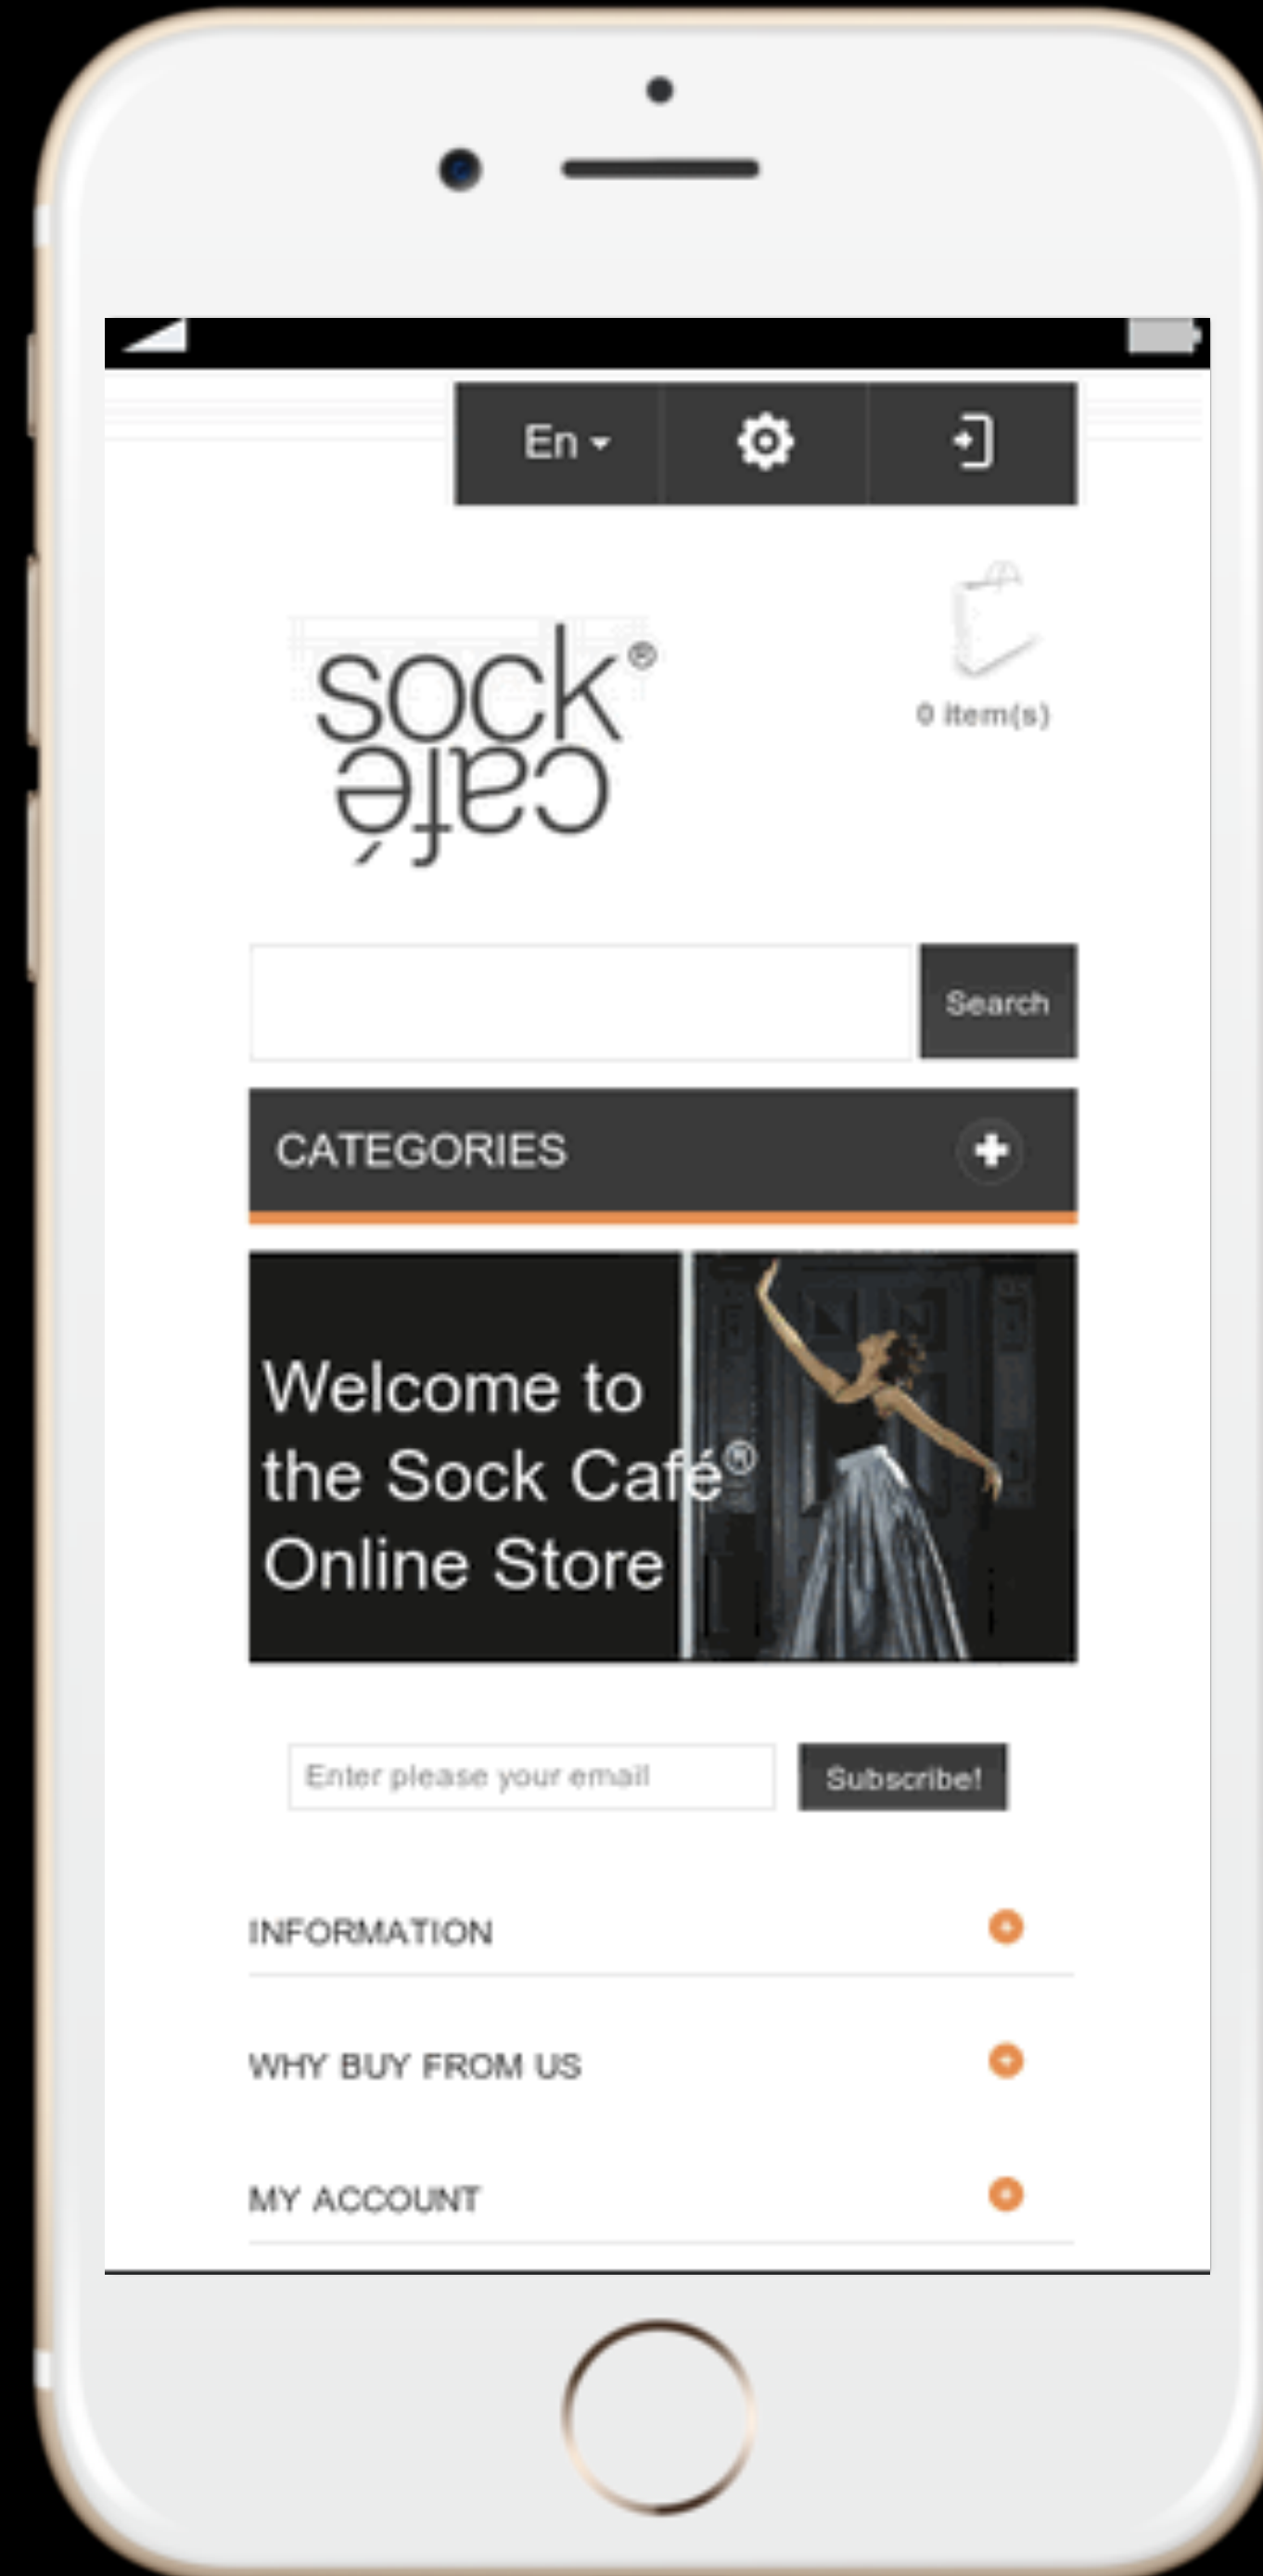 En
sock®
café
0 item(s)
Search
CATEGORIES
Welcome to
the Sock Café®
Online Store
Enter please your email
Subscribe!
INFORMATION
WHY BUY FROM US
MY ACCOUNT